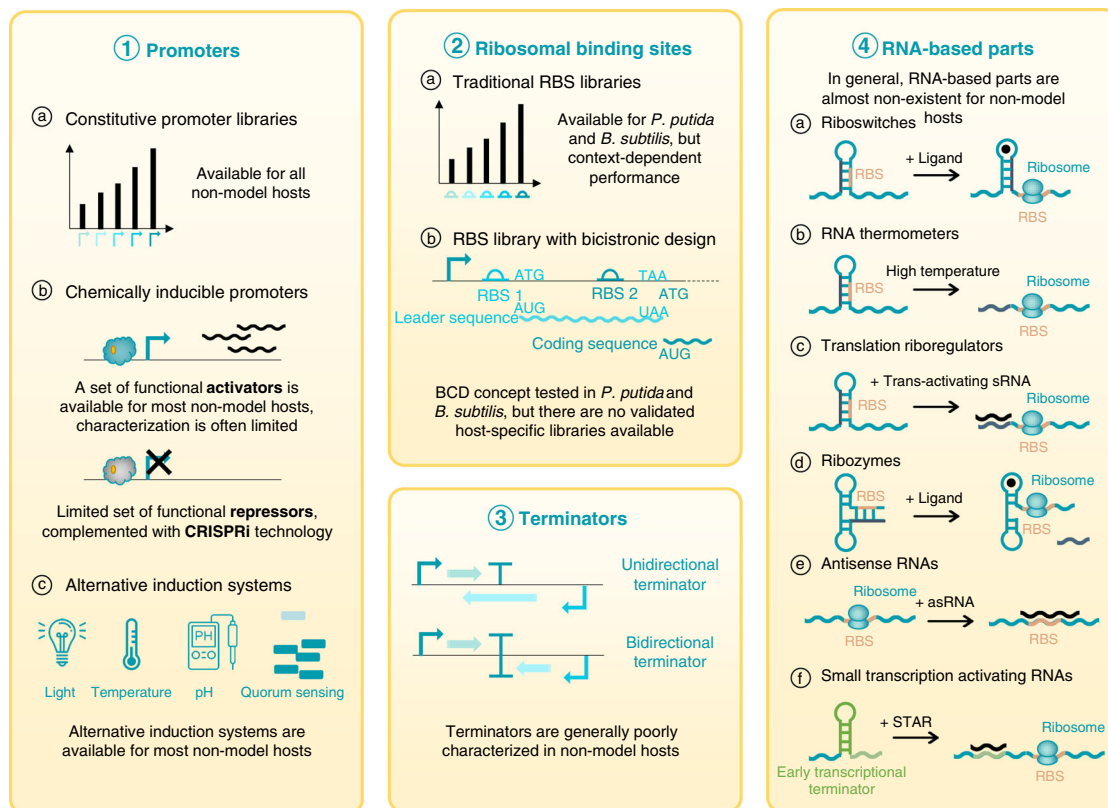 ① Promoters
ⓐ Constitutive promoter libraries
Available for all
non-model hosts
ⓑ Chemically inducible promoters
A set of functional activators is
available for most non-model hosts,
characterization is often limited
Limited set of functional repressors,
complemented with CRISPRi technology
ⓒ Alternative induction systems
PH
Light Temperature pH Quorum sensing
Alternative induction systems are
available for most non-model hosts
② Ribosomal binding sites
ⓐ Traditional RBS libraries
Available for P. putida
and B. subtilis, but
context-dependent
performance
ⓑ RBS library with bicistronic design
ATG TAA
RBS 1 RBS 2 ATG
AUG UAA
Leader sequence
Coding sequence
AUG
BCD concept tested in P. putida and
B. subtilis, but there are no validated
host-specific libraries available
③ Terminators
Unidirectional
terminator
Bidirectional
terminator
Terminators are generally poorly
characterized in non-model hosts
④ RNA-based parts
In general, RNA-based parts are
almost non-existent for non-model
hosts
ⓐ Riboswitches
+ Ligand
RBS
Ribosome
RBS
ⓑ RNA thermometers
High temperature
RBS
Ribosome
RBS
ⓒ Translation riboregulators
+ Trans-activating sRNA
RBS
Ribosome
RBS
ⓓ Ribozymes
RBS
+ Ligand
Ribosome
RBS
ⓔ Antisense RNAs
Ribosome
+ asRNA
RBS
RBS
ⓕ Small transcription activating RNAs
+ STAR
Ribosome
RBS
Early transcriptional
terminator